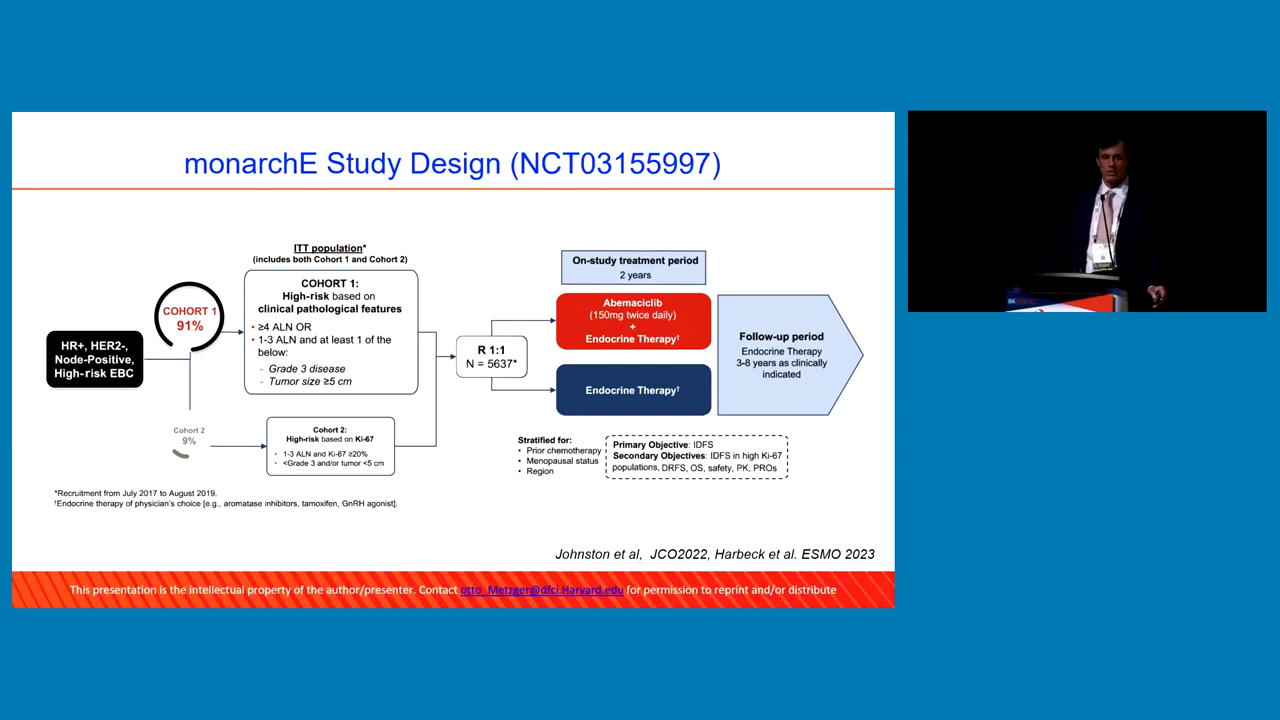 monarchE Study Design (NCT03155997)
ITT population*
(includes both Cohort 1 and Cohort 2)
HR+, HER2-,
Node-Positive,
High-risk EBC
COHORT 1
91%
COHORT 1:
High-risk based on
clinical pathological features
• ≥4 ALN OR
• 1-3 ALN and at least 1 of the
below:
- Grade 3 disease
- Tumor size ≥5 cm
Cohort 2
9%
Cohort 2:
High-risk based on Ki-67
• 1-3 ALN and Ki-67 ≥20%
• <Grade 3 and/or tumor <5 cm
R 1:1
N = 5637*
On-study treatment period
2 years
Abemaciclib
(150mg twice daily)
+
Endocrine Therapy†
Endocrine Therapy†
Follow-up period
Endocrine Therapy
3-8 years as clinically
indicated
Stratified for:
• Prior chemotherapy
• Menopausal status
• Region
Primary Objective: IDFS
Secondary Objectives: IDFS in high Ki-67
populations, DRFS, OS, safety, PK, PROs
*Recruitment from July 2017 to August 2019.
†Endocrine therapy of physician's choice [e.g., aromatase inhibitors, tamoxifen, GnRH agonist].
Johnston et al, JCO2022, Harbeck et al. ESMO 2023
This presentation is the intellectual property of the author/presenter. Contact otto_Metzger@dfci.Harvard.edu for permission to reprint and/or distribute